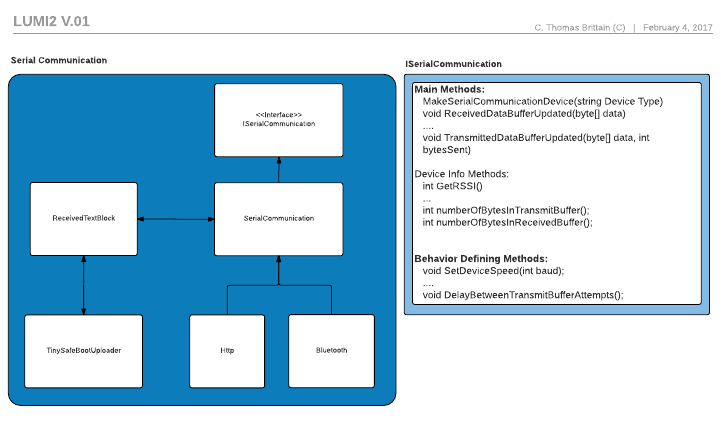 LUMI2 V.01
C. Thomas Brittain (C) | February 4, 2017
Serial Communication
<<Interface>>
ISerialCommunication
ReceivedTextBlock
SerialCommunication
TinySafeBootUploader
Http
Bluetooth
ISerialCommunication
Main Methods:
MakeSerialCommunicationDevice(string Device Type)
void ReceivedDataBufferUpdated(byte[] data)
....
void TransmittedDataBufferUpdated(byte[] data, int
bytesSent)
Device Info Methods:
int GetRSSI()
...
int numberOfBytesInTransmitBuffer();
int numberOfBytesInReceivedBuffer();
Behavior Defining Methods:
void SetDeviceSpeed(int baud);
....
void DelayBetweenTransmitBufferAttempts();